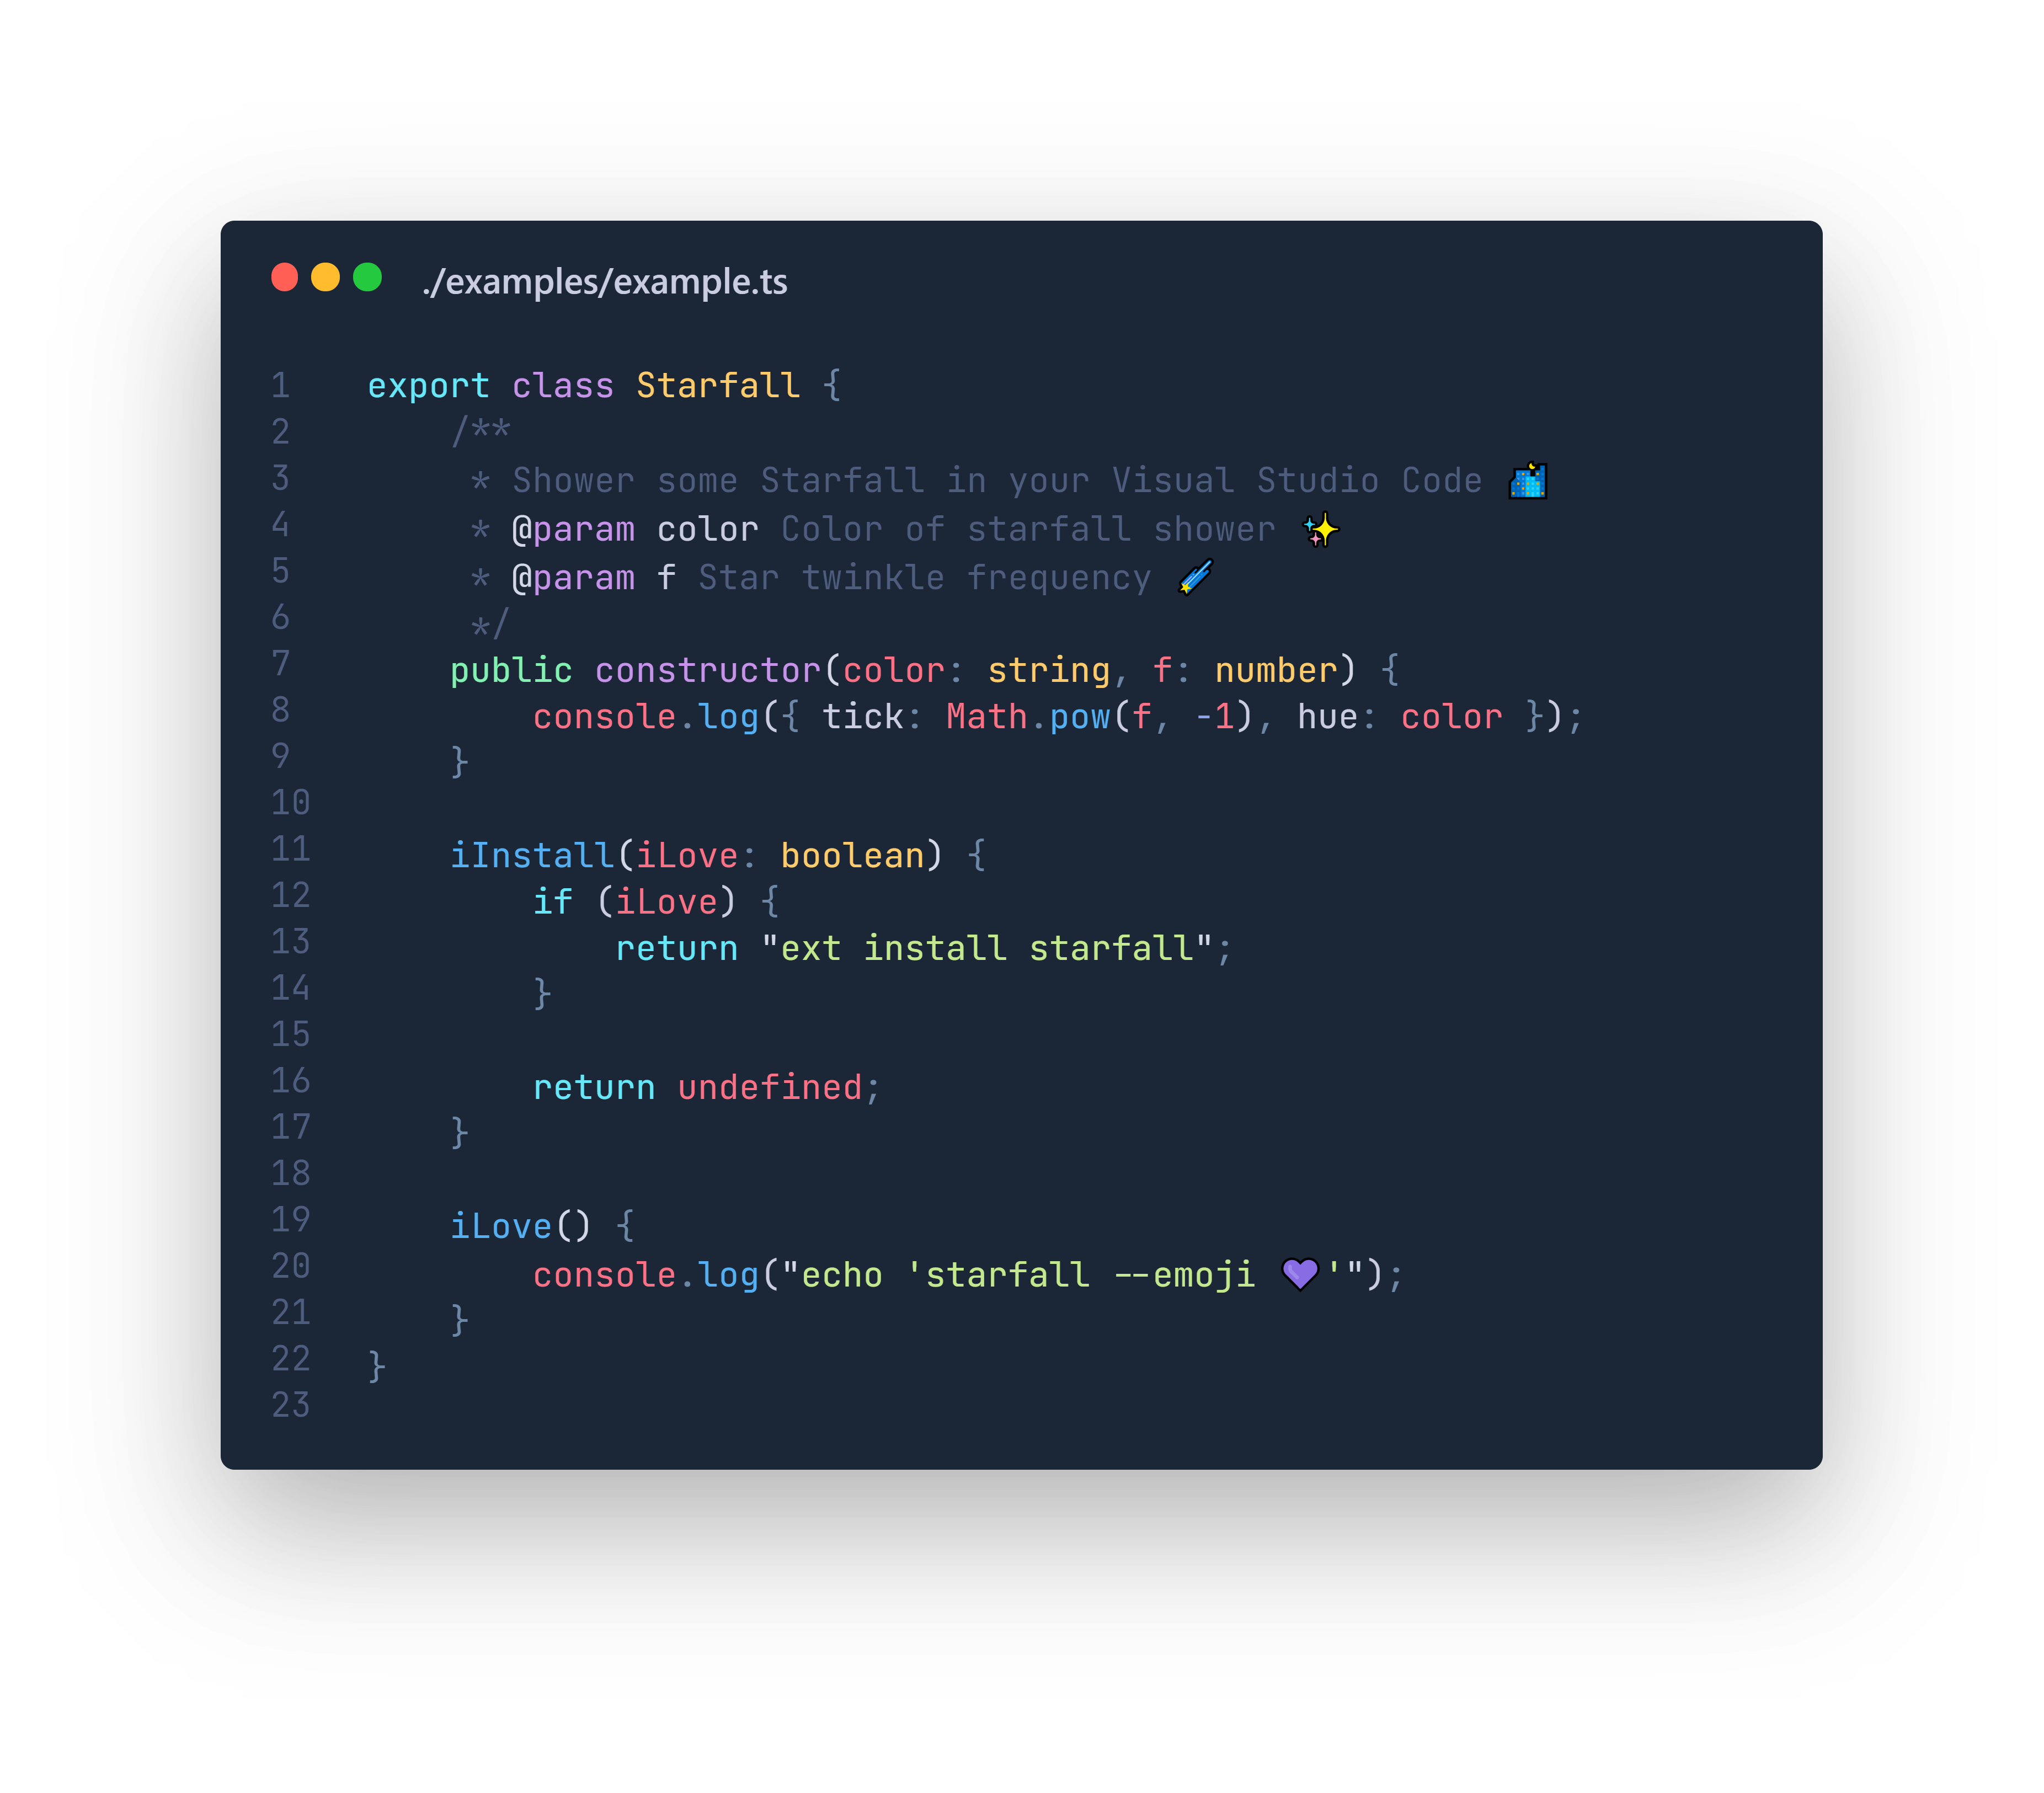 ./examples/example.ts
1 export class Starfall {
2     /**
3      * Shower some Starfall in your Visual Studio Code 🌃
4      * @param color Color of starfall shower ✨
5      * @param f Star twinkle frequency ☄️
6      */
7     public constructor(color: string, f: number) {
8         console.log({ tick: Math.pow(f, -1), hue: color });
9     }
10
11     iInstall(iLove: boolean) {
12         if (iLove) {
13             return "ext install starfall";
14         }
15
16         return undefined;
17     }
18
19     iLove() {
20         console.log("echo 'starfall --emoji 💜'");
21     }
22 }
23